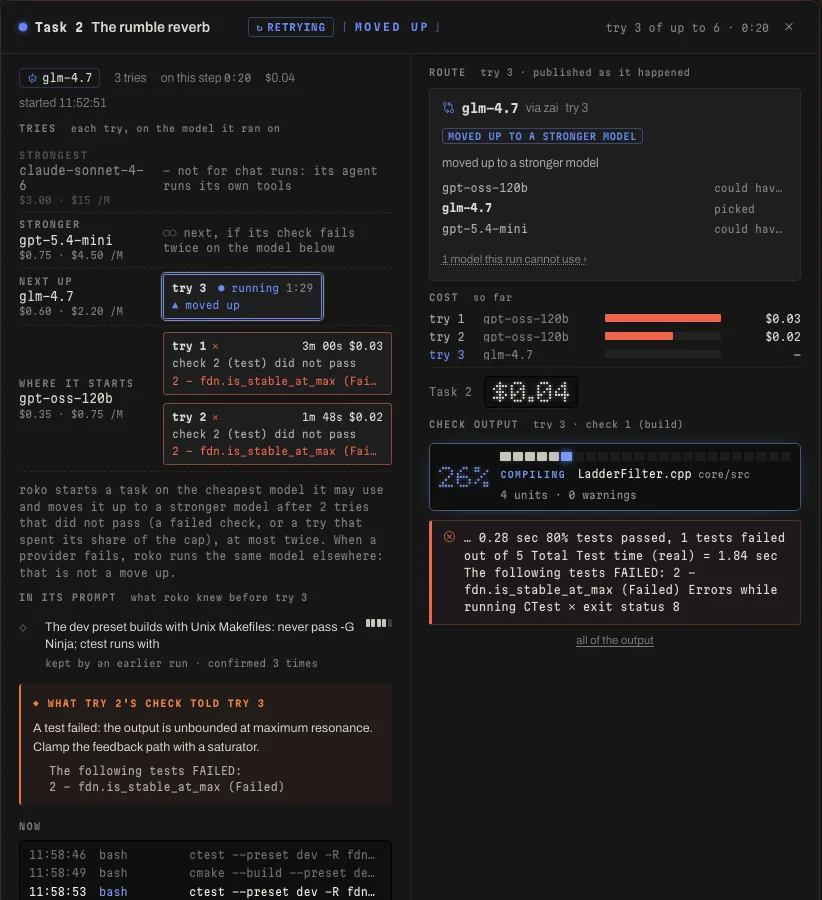 Task 2 The rumble reverb
↻ RETRYING
[ MOVED UP ]
try 3 of up to 6 · 0:20 ×
glm-4.7 3 tries on this step 0:20 $0.04
started 11:52:51
TRIES each try, on the model it ran on
STRONGEST
claude-sonnet-4-
6
$3.00 · $15 /M
— not for chat runs: its agent
runs its own tools
STRONGER
gpt-5.4-mini
$0.75 · $4.50 /M
○○ next, if its check fails
twice on the model below
NEXT UP
glm-4.7
$0.60 · $2.20 /M
try 3 ● running 1:29
▲ moved up
WHERE IT STARTS
gpt-oss-120b
$0.35 · $0.75 /M
try 1 × 3m 00s $0.03
check 2 (test) did not pass
2 - fdn.is_stable_at_max (Fai…
try 2 × 1m 48s $0.02
check 2 (test) did not pass
2 - fdn.is_stable_at_max (Fai…
roko starts a task on the cheapest model it may use
and moves it up to a stronger model after 2 tries
that did not pass (a failed check, or a try that
spent its share of the cap), at most twice. When a
provider fails, roko runs the same model elsewhere:
that is not a move up.
IN ITS PROMPT what roko knew before try 3
◇ The dev preset builds with Unix Makefiles: never pass -G
Ninja; ctest runs with
kept by an earlier run · confirmed 3 times
◆ WHAT TRY 2'S CHECK TOLD TRY 3
A test failed: the output is unbounded at maximum resonance.
Clamp the feedback path with a saturator.
The following tests FAILED:
2 - fdn.is_stable_at_max (Failed)
NOW
11:58:46 bash ctest --preset dev -R fdn…
11:58:49 bash cmake --build --preset de…
11:58:53 bash ctest --preset dev -R fdn…
ROUTE try 3 · published as it happened
glm-4.7 via zai try 3
MOVED UP TO A STRONGER MODEL
moved up to a stronger model
gpt-oss-120b could hav…
glm-4.7 picked
gpt-5.4-mini could hav…
1 model this run cannot use ›
COST so far
try 1 gpt-oss-120b $0.03
try 2 gpt-oss-120b $0.02
try 3 glm-4.7 –
Task 2 $0.04
CHECK OUTPUT try 3 · check 1 (build)
26%
COMPILING LadderFilter.cpp core/src
4 units · 0 warnings
… 0.28 sec 80% tests passed, 1 tests failed
out of 5 Total Test time (real) = 1.84 sec
The following tests FAILED: 2 -
fdn.is_stable_at_max (Failed) Errors while
running CTest × exit status 8
all of the output